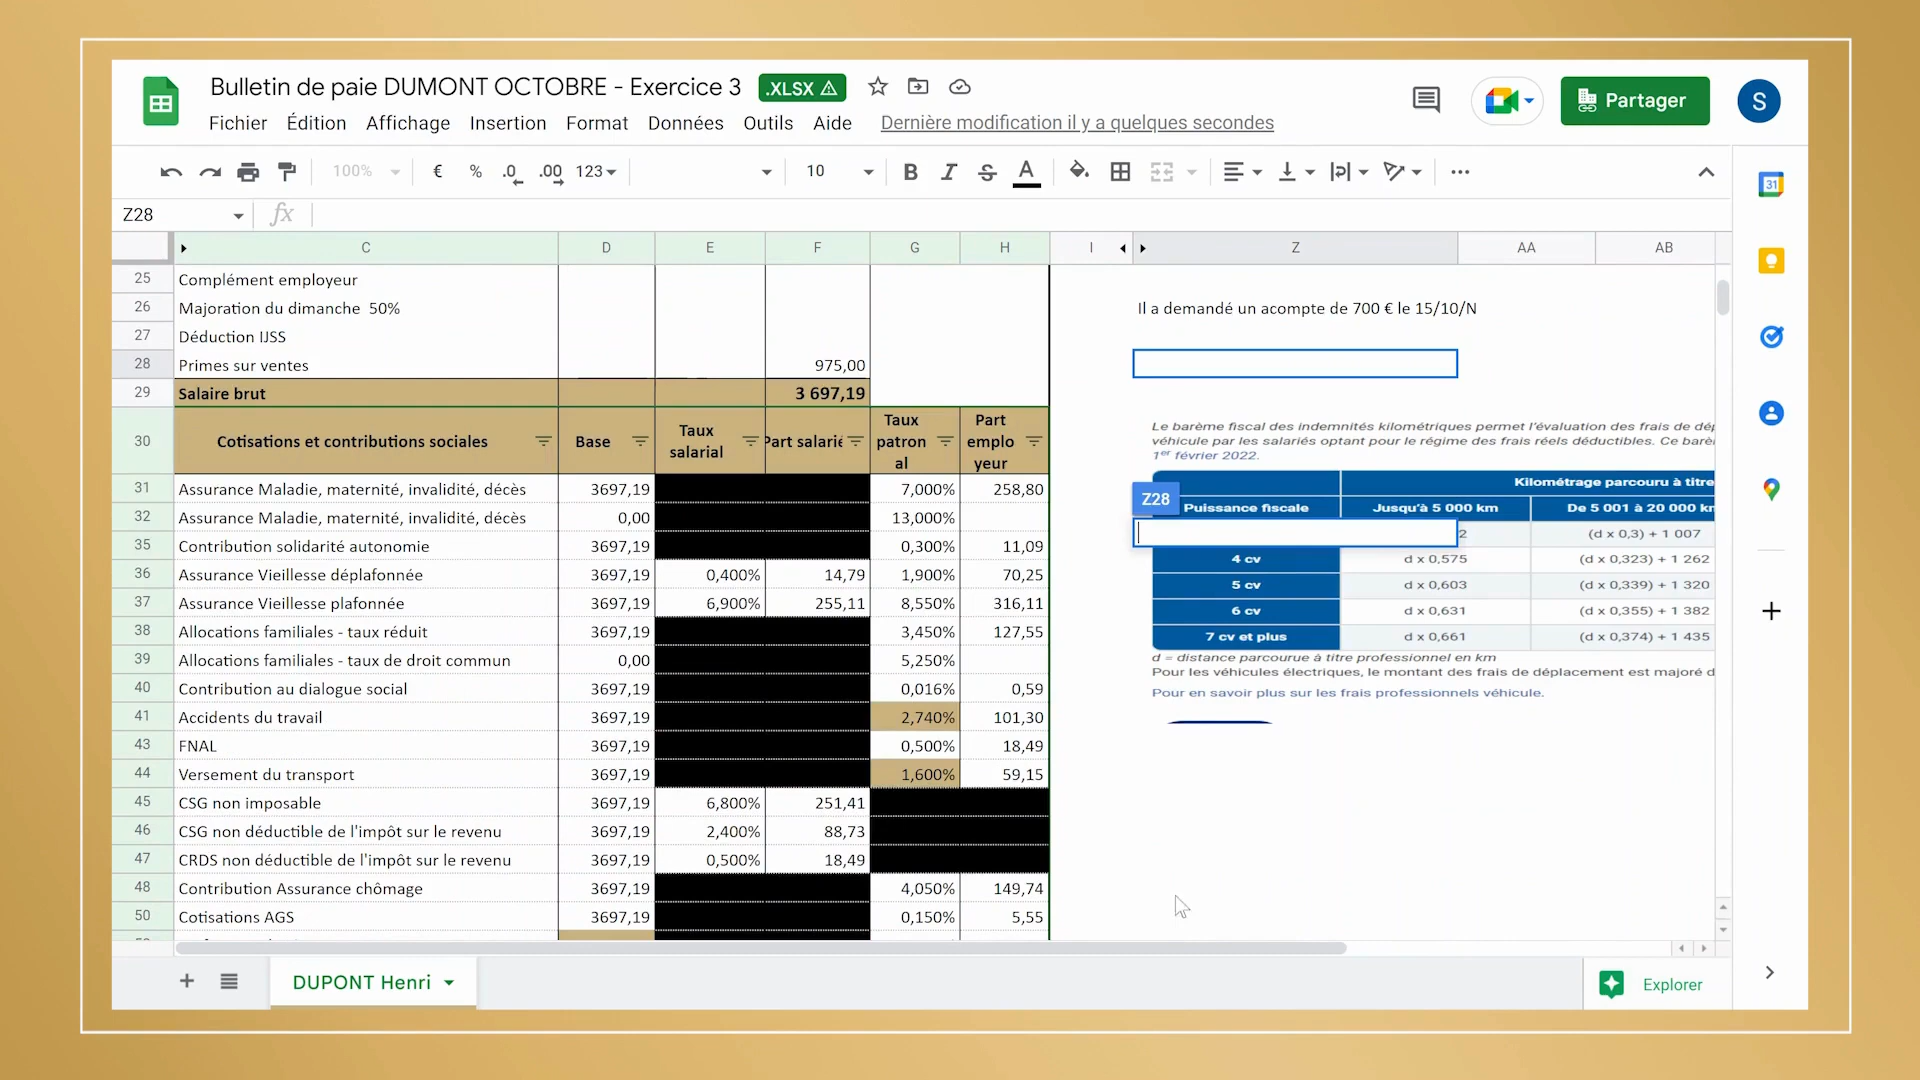 Bulletin de paie DUMONT OCTOBRE - Exercice 3 .XLSX
Fichier Édition Affichage Insertion Format Données Outils Aide Dernière modification il y a quelques secondes
Partager S
100% € % .0 .00 123 10 B I S A
Z28 fx
C D E F G H I Z AA AB
25 Complément employeur
26 Majoration du dimanche 50% Il a demandé un acompte de 700 € le 15/10/N
27 Déduction IJSS
28 Primes sur ventes 975,00
29 Salaire brut 3 697,19
30 Cotisations et contributions sociales Base Taux salarial Part salarié Taux patronal Part employeur
31 Assurance Maladie, maternité, invalidité, décès 3697,19 7,000% 258,80
32 Assurance Maladie, maternité, invalidité, décès 0,00 13,000%
35 Contribution solidarité autonomie 3697,19 0,300% 11,09
36 Assurance Vieillesse déplafonnée 3697,19 0,400% 14,79 1,900% 70,25
37 Assurance Vieillesse plafonnée 3697,19 6,900% 255,11 8,550% 316,11
38 Allocations familiales - taux réduit 3697,19 3,450% 127,55
39 Allocations familiales - taux de droit commun 0,00 5,250%
40 Contribution au dialogue social 3697,19 0,016% 0,59
41 Accidents du travail 3697,19 2,740% 101,30
43 FNAL 3697,19 0,500% 18,49
44 Versement du transport 3697,19 1,600% 59,15
45 CSG non imposable 3697,19 6,800% 251,41
46 CSG non déductible de l'impôt sur le revenu 3697,19 2,400% 88,73
47 CRDS non déductible de l'impôt sur le revenu 3697,19 0,500% 18,49
48 Contribution Assurance chômage 3697,19 4,050% 149,74
50 Cotisations AGS 3697,19 0,150% 5,55
Le barème fiscal des indemnités kilométriques permet l'évaluation des frais de
véhicule par les salariés optant pour le régime des frais réels déductibles. Ce
1er février 2022.
Kilométrage parcouru à titre
Z28
Puissance fiscale Jusqu'à 5 000 km De 5 001 à 20 000
2 (d x 0,3) + 1 007
4 cv d x 0,575 (d x 0,323) + 1 262
5 cv d x 0,603 (d x 0,339) + 1 320
6 cv d x 0,631 (d x 0,355) + 1 382
7 cv et plus d x 0,661 (d x 0,374) + 1 435
d = distance parcourue à titre professionnel en km
Pour les véhicules électriques, le montant des frais de déplacement est majoré
Pour en savoir plus sur les frais professionnels véhicule.
31
DUPONT Henri
Explorer